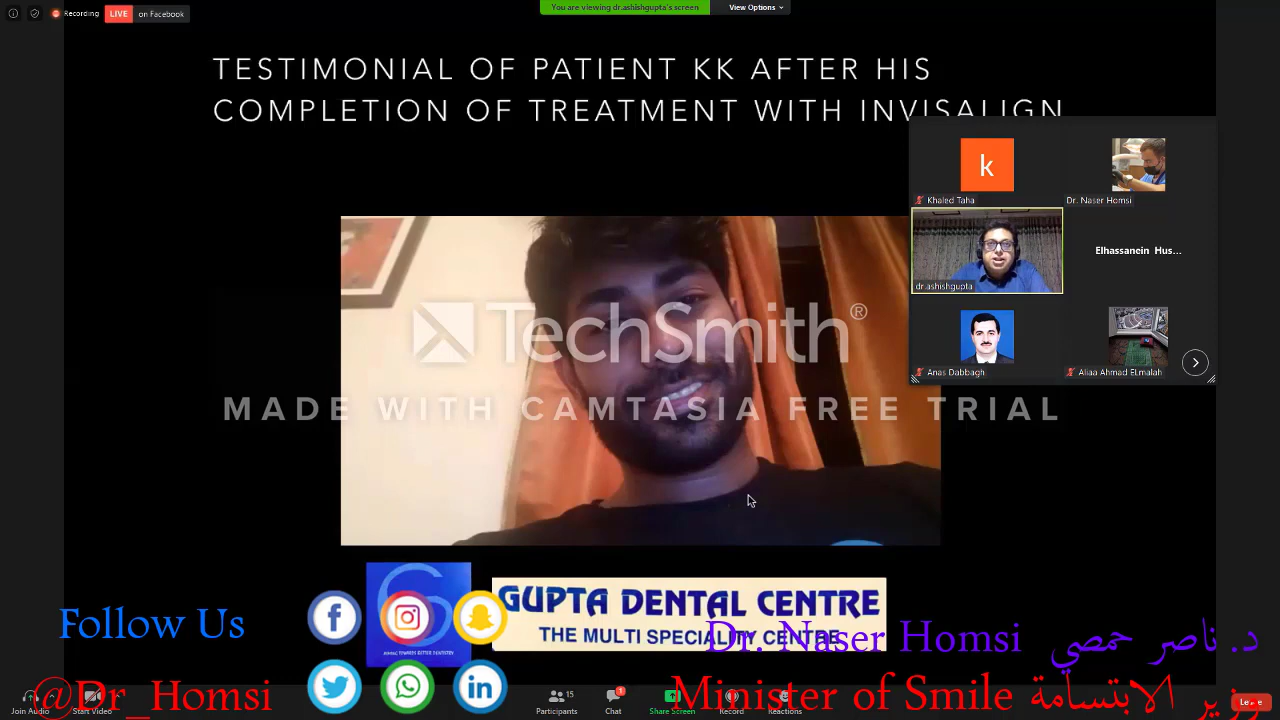 Recording
LIVE
on Facebook
You are viewing dr.ashishgupta's screen
View Options
TESTIMONIAL OF PATIENT KK AFTER HIS
COMPLETION OF TREATMENT WITH INVISALIGN
k
Khaled Taha
Dr. Naser Homsi
dr.ashishgupta
Elhassanein Hus...
Anas Dabbagh
Aliaa Ahmad ELmalah
TechSmith®
MADE WITH CAMTASIA FREE TRIAL
GUPTA DENTAL CENTRE
THE MULTI SPECIALITY CENTRE
Follow Us
Dr. Naser Homsi د. ناصر حمصي
@Dr_Homsi
Minister of Smile وزير الابتسامة
Join Audio
Start Video
Participants
15
Chat
1
Share Screen
Record
Reactions